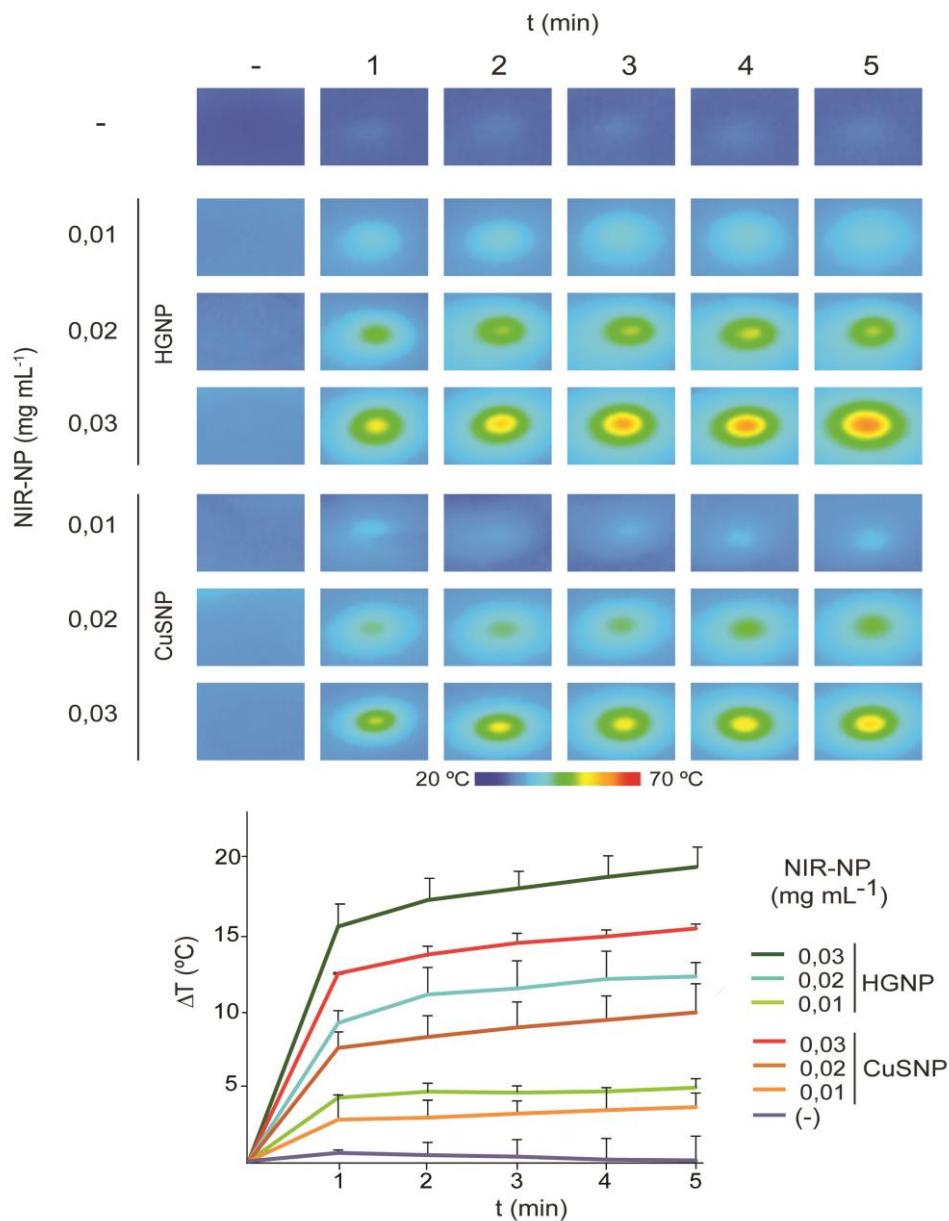 t (min)
- 1 2 3 4 5
-
NIR-NP (mg mL-1)
HGNP
0,01
0,02
0,03
CuSNP
0,01
0,02
0,03
20 ºC 70 ºC
ΔT (ºC)
20
15
10
5
1 2 3 4 5
t (min)
NIR-NP
(mg mL-1)
0,03
0,02 HGNP
0,01
0,03
0,02 CuSNP
0,01
(-)